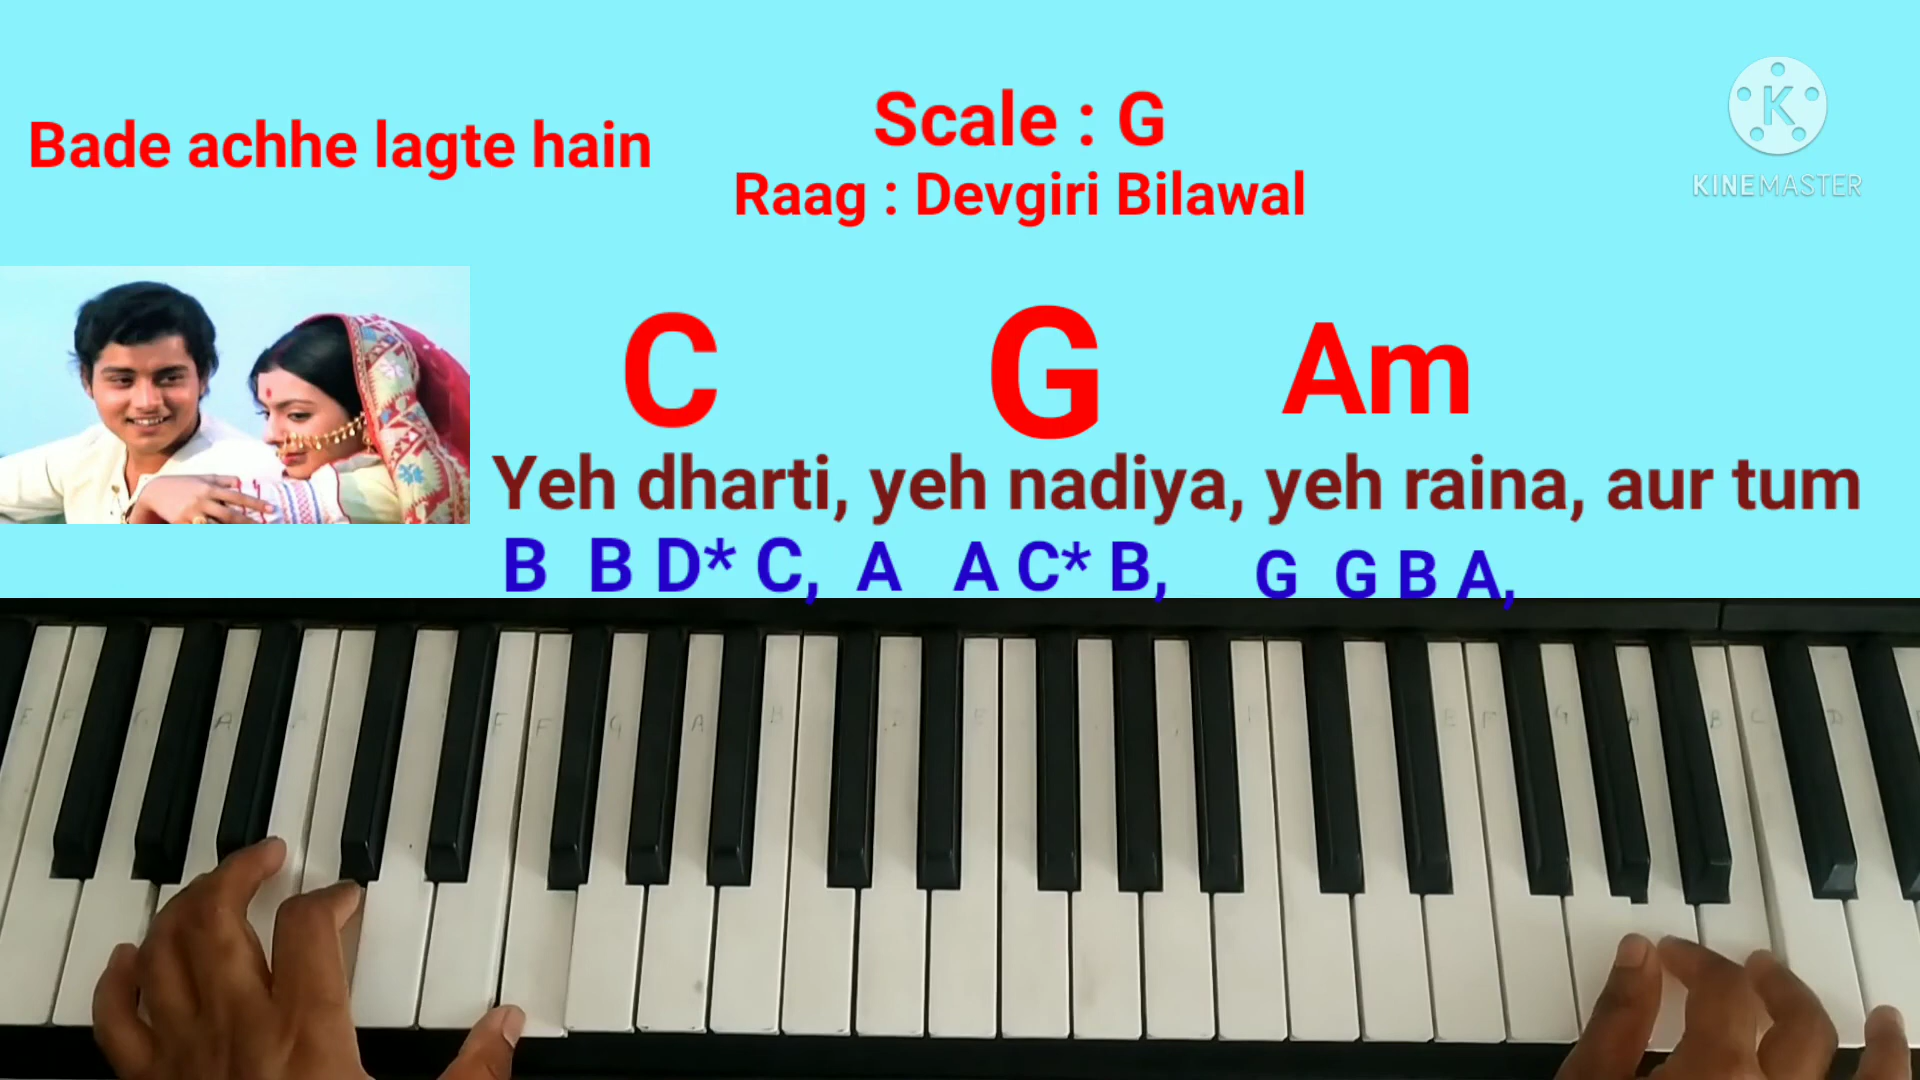 Bade achhe lagte hain
Scale : G
Raag : Devgiri Bilawal
K
KINEMASTER
C G Am
Yeh dharti, yeh nadiya, yeh raina, aur tum
B B D* C, A A C* B, G G B A,
F G A
F F G A B
E
E F G A B C D